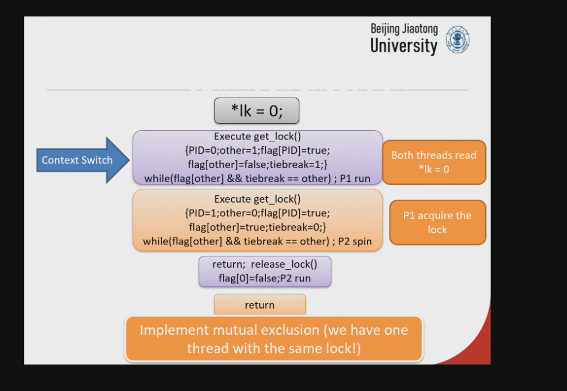 Beijing Jiaotong
University
*lk = 0;
Context Switch
Execute get_lock()
{PID=0;other=1;flag[PID]=true;
flag[other]=false;tiebreak=1;}
while(flag[other] && tiebreak == other) ; P1 run
Both threads read
*lk = 0
Execute get_lock()
{PID=1;other=0;flag[PID]=true;
flag[other]=true;tiebreak=0;}
while(flag[other] && tiebreak == other) ; P2 spin
P1 acquire the
lock
return; release_lock()
flag[0]=false;P2 run
return
Implement mutual exclusion (we have one
thread with the same lock!)